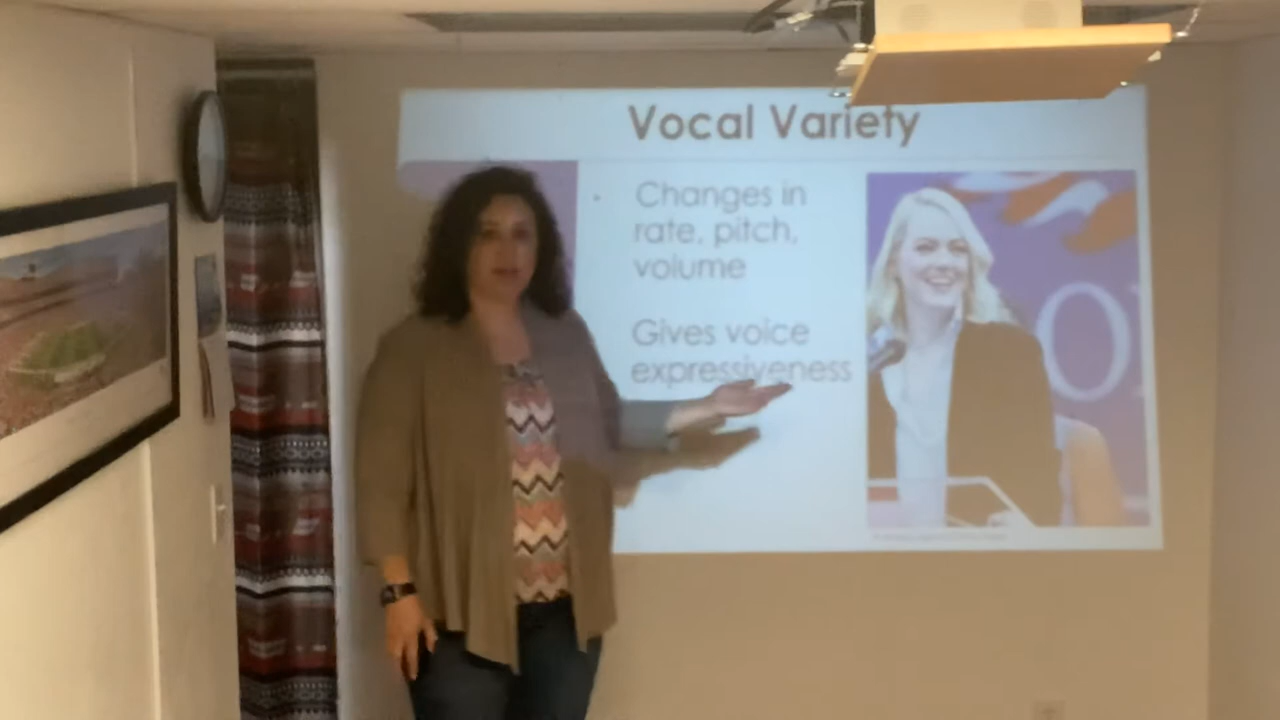 Vocal Variety
• Changes in
rate, pitch,
volume
Gives voice
expressiveness
O